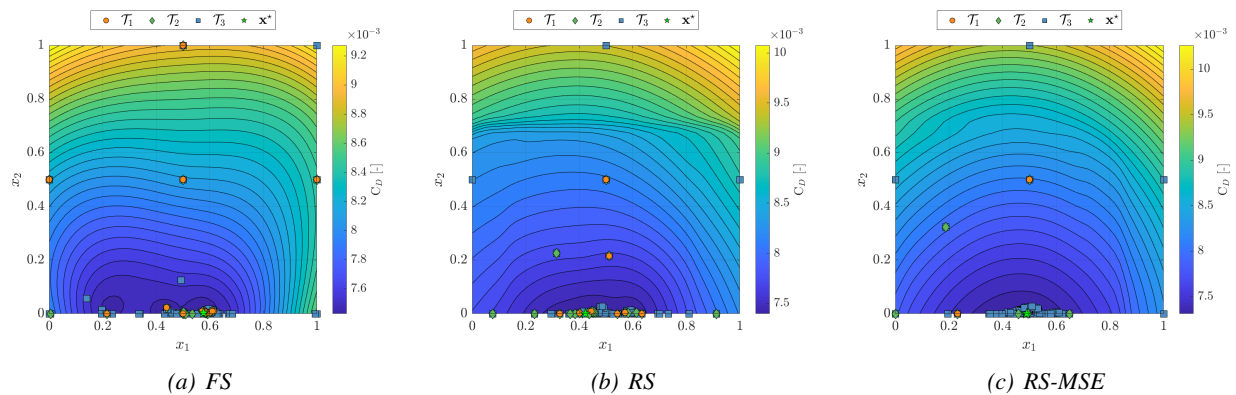 𝒯₁ 𝒯₂ 𝒯₃ x⋆
×10⁻³
1
0.8
0.6
0.4
0.2
0
x₂
0 0.2 0.4 0.6 0.8 1
x₁
9.2
9
8.8
8.6
8.4
8.2
8
7.8
7.6
C_D [-]
(a) FS
𝒯₁ 𝒯₂ 𝒯₃ x⋆
×10⁻³
1
0.8
0.6
0.4
0.2
0
x₂
0 0.2 0.4 0.6 0.8 1
x₁
10
9.5
9
8.5
8
7.5
C_D [-]
(b) RS
𝒯₁ 𝒯₂ 𝒯₃ x⋆
×10⁻³
1
0.8
0.6
0.4
0.2
0
x₂
0 0.2 0.4 0.6 0.8 1
x₁
10
9.5
9
8.5
8
7.5
C_D [-]
(c) RS-MSE